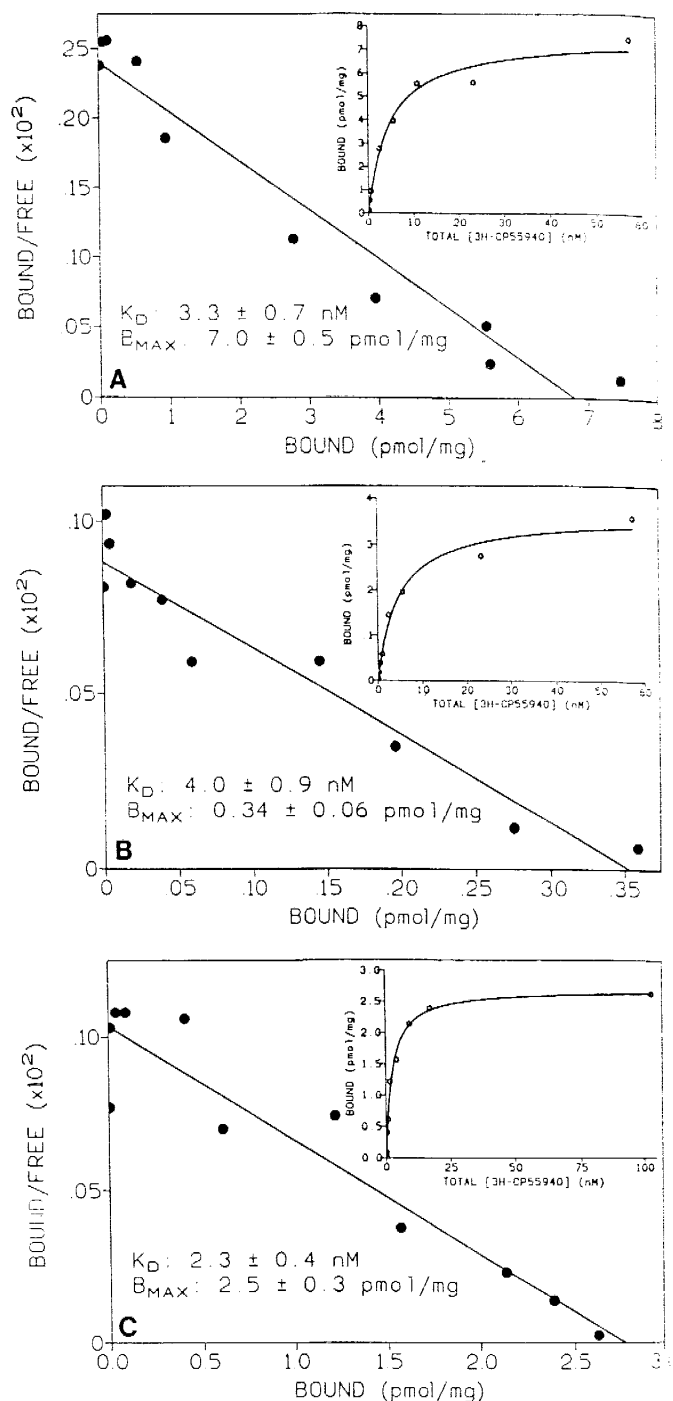 BOUND/FREE (x10²)
.25
.20
.15
.10
.05
0
0 1 2 3 4 5 6 7 8
BOUND (pmol/mg)
K_D: 3.3 ± 0.7 nM
B_MAX: 7.0 ± 0.5 pmol/mg
A
BOUND (pmol/mg)
8
7
6
5
4
3
2
1
0
0 10 20 30 40 50 60
TOTAL [3H-CP55940] (nM)
BOUND/FREE (x10²)
.10
.05
0
0 .05 .10 .15 .20 .25 .30 .35
BOUND (pmol/mg)
K_D: 4.0 ± 0.9 nM
B_MAX: 0.34 ± 0.06 pmol/mg
B
BOUND (pmol/mg)
4
3
2
1
0
0 10 20 30 40 50 60
TOTAL [3H-CP55940] (nM)
BOUND/FREE (x10²)
.10
.05
0
0.0 0.5 1.0 1.5 2.0 2.5 3
BOUND (pmol/mg)
K_D: 2.3 ± 0.4 nM
B_MAX: 2.5 ± 0.3 pmol/mg
C
BOUND (pmol/mg)
3.0
2.5
2.0
1.5
1.0
0.5
0.0
0 25 50 75 100
TOTAL [3H-CP55940] (nM)